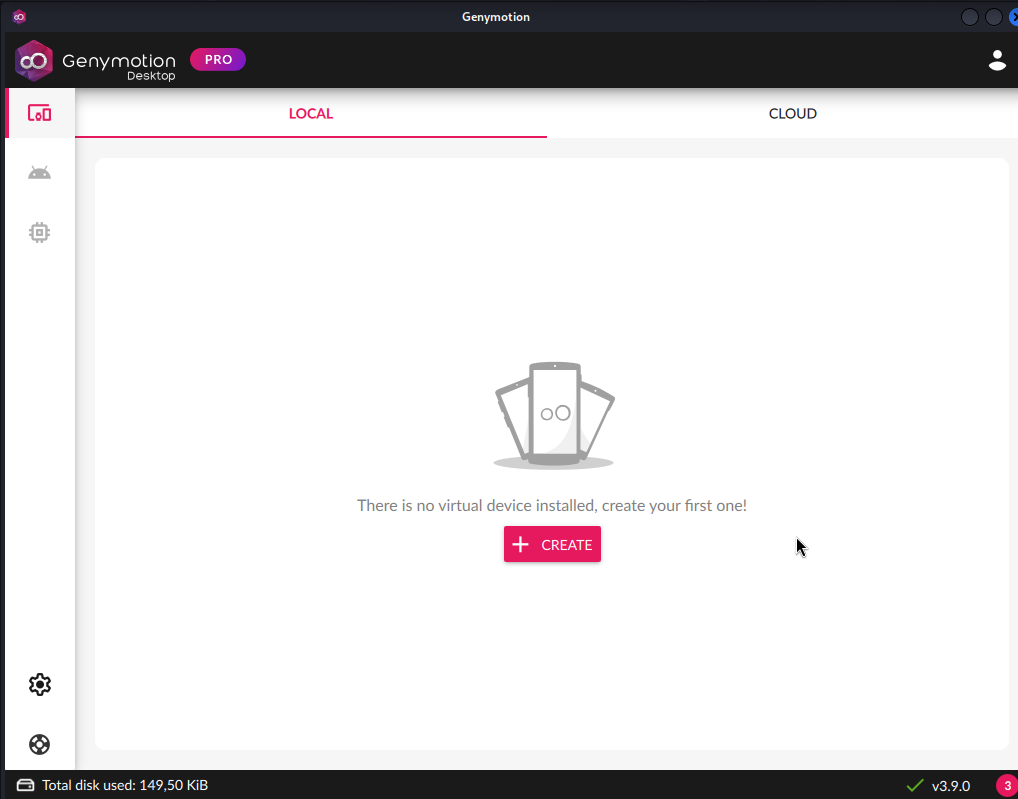 Genymotion
Genymotion
Desktop
PRO
LOCAL
CLOUD
There is no virtual device installed, create your first one!
CREATE
Total disk used: 149,50 KiB
v3.9.0
3